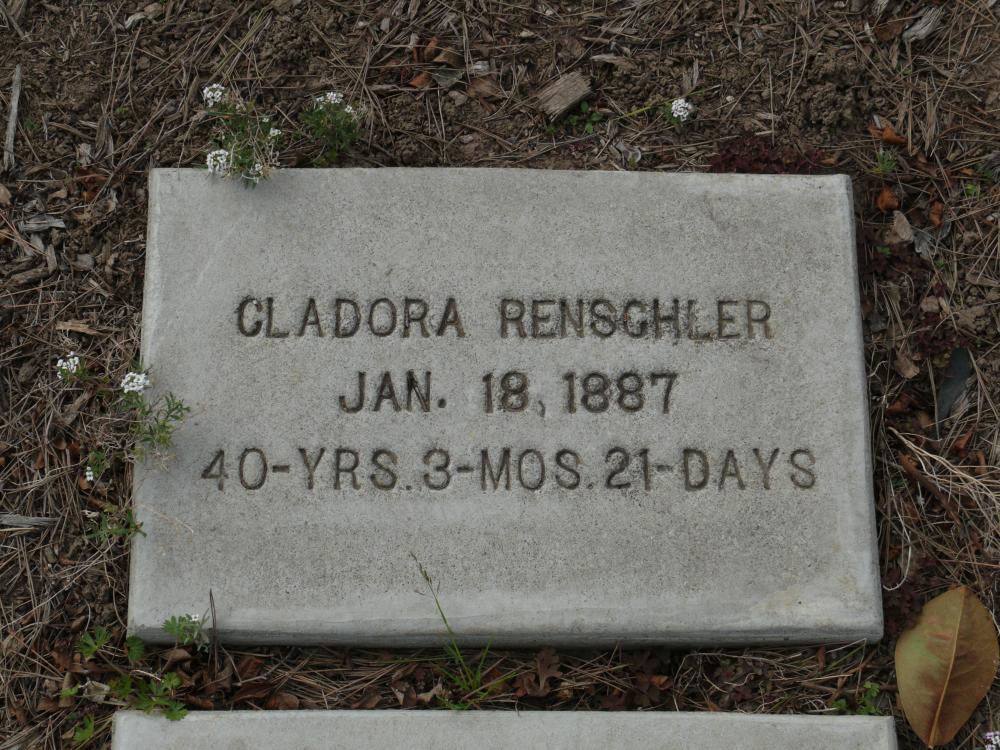 CLADORA RENSCHLER
JAN. 18, 1887
40-YRS. 3-MOS. 21-DAYS